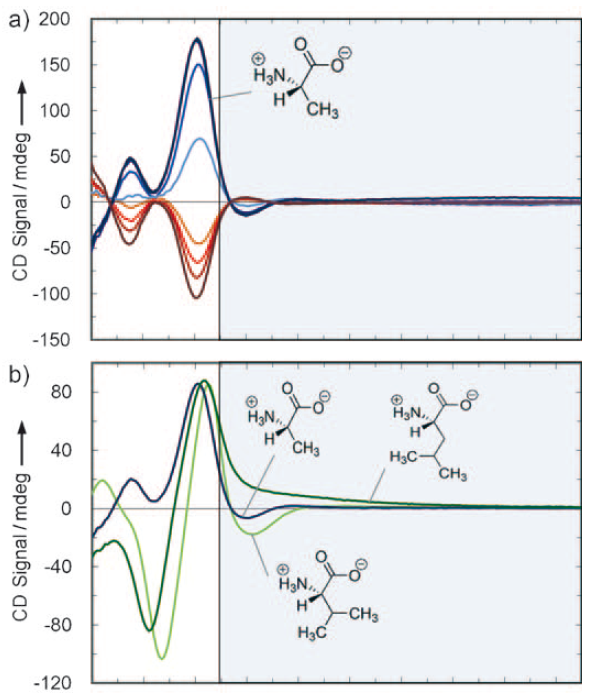 a)
200
150
100
50
0
-50
-100
-150
CD Signal / mdeg
⊕
H₃N
H
CH₃
O
O
⊖
b)
80
40
0
-40
-80
-120
CD Signal / mdeg
⊕
H₃N
H
CH₃
O
O
⊖
⊕
H₃N
H
O
O
⊖
H₃C
CH₃
⊕
H₃N
H
O
O
⊖
CH₃
H₃C